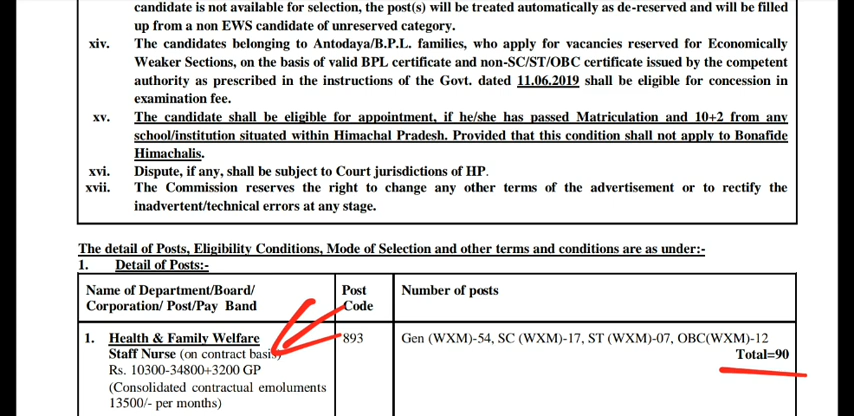 candidate is not available for selection, the post(s) will be treated automatically as de-reserved and will be filled
up from a non EWS candidate of unreserved category.
xiv. The candidates belonging to Antodaya/B.P.L. families, who apply for vacancies reserved for Economically
Weaker Sections, on the basis of valid BPL certificate and non-SC/ST/OBC certificate issued by the competent
authority as prescribed in the instructions of the Govt. dated 11.06.2019 shall be eligible for concession in
examination fee.
xv. The candidate shall be eligible for appointment, if he/she has passed Matriculation and 10+2 from any
school/institution situated within Himachal Pradesh. Provided that this condition shall not apply to Bonafide
Himachalis.
xvi. Dispute, if any, shall be subject to Court jurisdictions of HP.
xvii. The Commission reserves the right to change any other terms of the advertisement or to rectify the
inadvertent/technical errors at any stage.
The detail of Posts, Eligibility Conditions, Mode of Selection and other terms and conditions are as under:-
1. Detail of Posts:-
Name of Department/Board/ Post Number of posts
Corporation/ Post/Pay Band Code
1. Health & Family Welfare 893 Gen (WXM)-54, SC (WXM)-17, ST (WXM)-07, OBC(WXM)-12
Staff Nurse (on contract basis) Total=90
Rs. 10300-34800+3200 GP
(Consolidated contractual emoluments
13500/- per months)